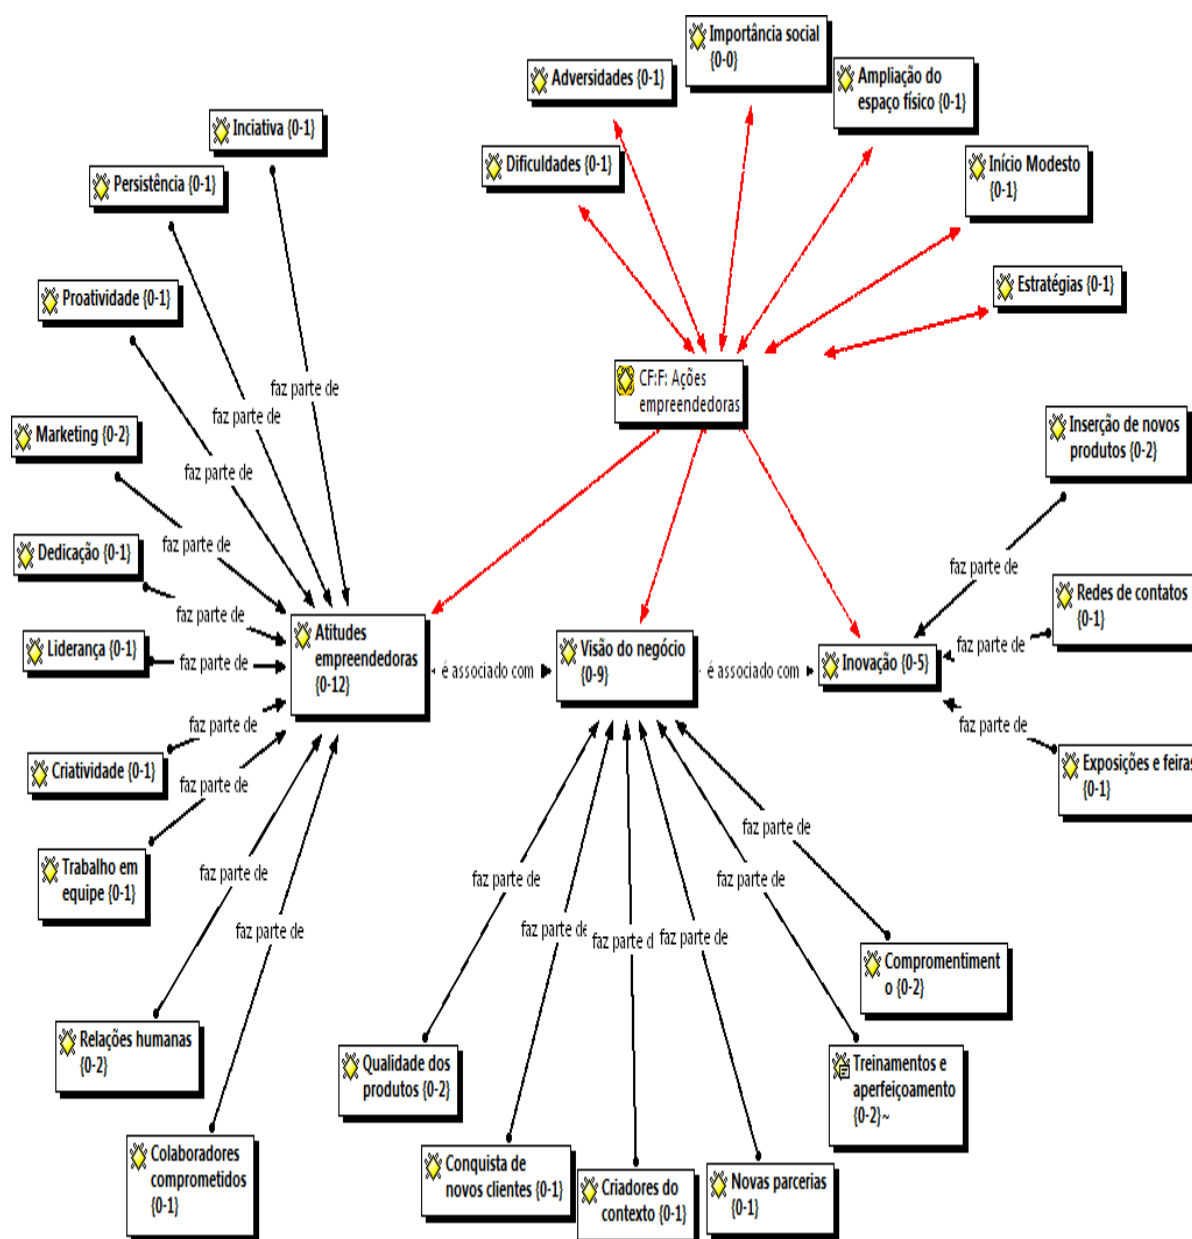 Importância social
{0-0}
Adversidades {0-1}
Ampliação do
espaço físico {0-1}
Inciativa {0-1}
Dificuldades {0-1}
Início Modesto
{0-1}
Persistência {0-1}
Estratégias {0-1}
Proatividade {0-1}
CF:F: Ações
empreendedoras
faz parte de
faz parte de
faz parte de
Marketing {0-2}
Inserção de novos
produtos {0-2}
faz parte de
faz parte de
Dedicação {0-1}
faz parte de
Redes de contatos
{0-1}
Liderança {0-1}
faz parte de
faz parte de
Atitudes
empreendedoras
{0-12}
é associado com
Visão do negócio
{0-9}
é associado com
Inovação {0-5}
faz parte de
faz parte de
Criatividade {0-1}
faz parte de
Exposições e feiras
{0-1}
Trabalho em
equipe {0-1}
faz parte de
faz parte de
faz parte de
faz parte de
faz parte de
faz parte de
faz parte d
faz parte de
faz parte de
Compromentiment
o {0-2}
Relações humanas
{0-2}
Qualidade dos
produtos {0-2}
Treinamentos e
aperfeiçoamento
{0-2}~
Colaboradores
comprometidos
{0-1}
Conquista de
novos clientes {0-1}
Criadores do
contexto {0-1}
Novas parcerias
{0-1}